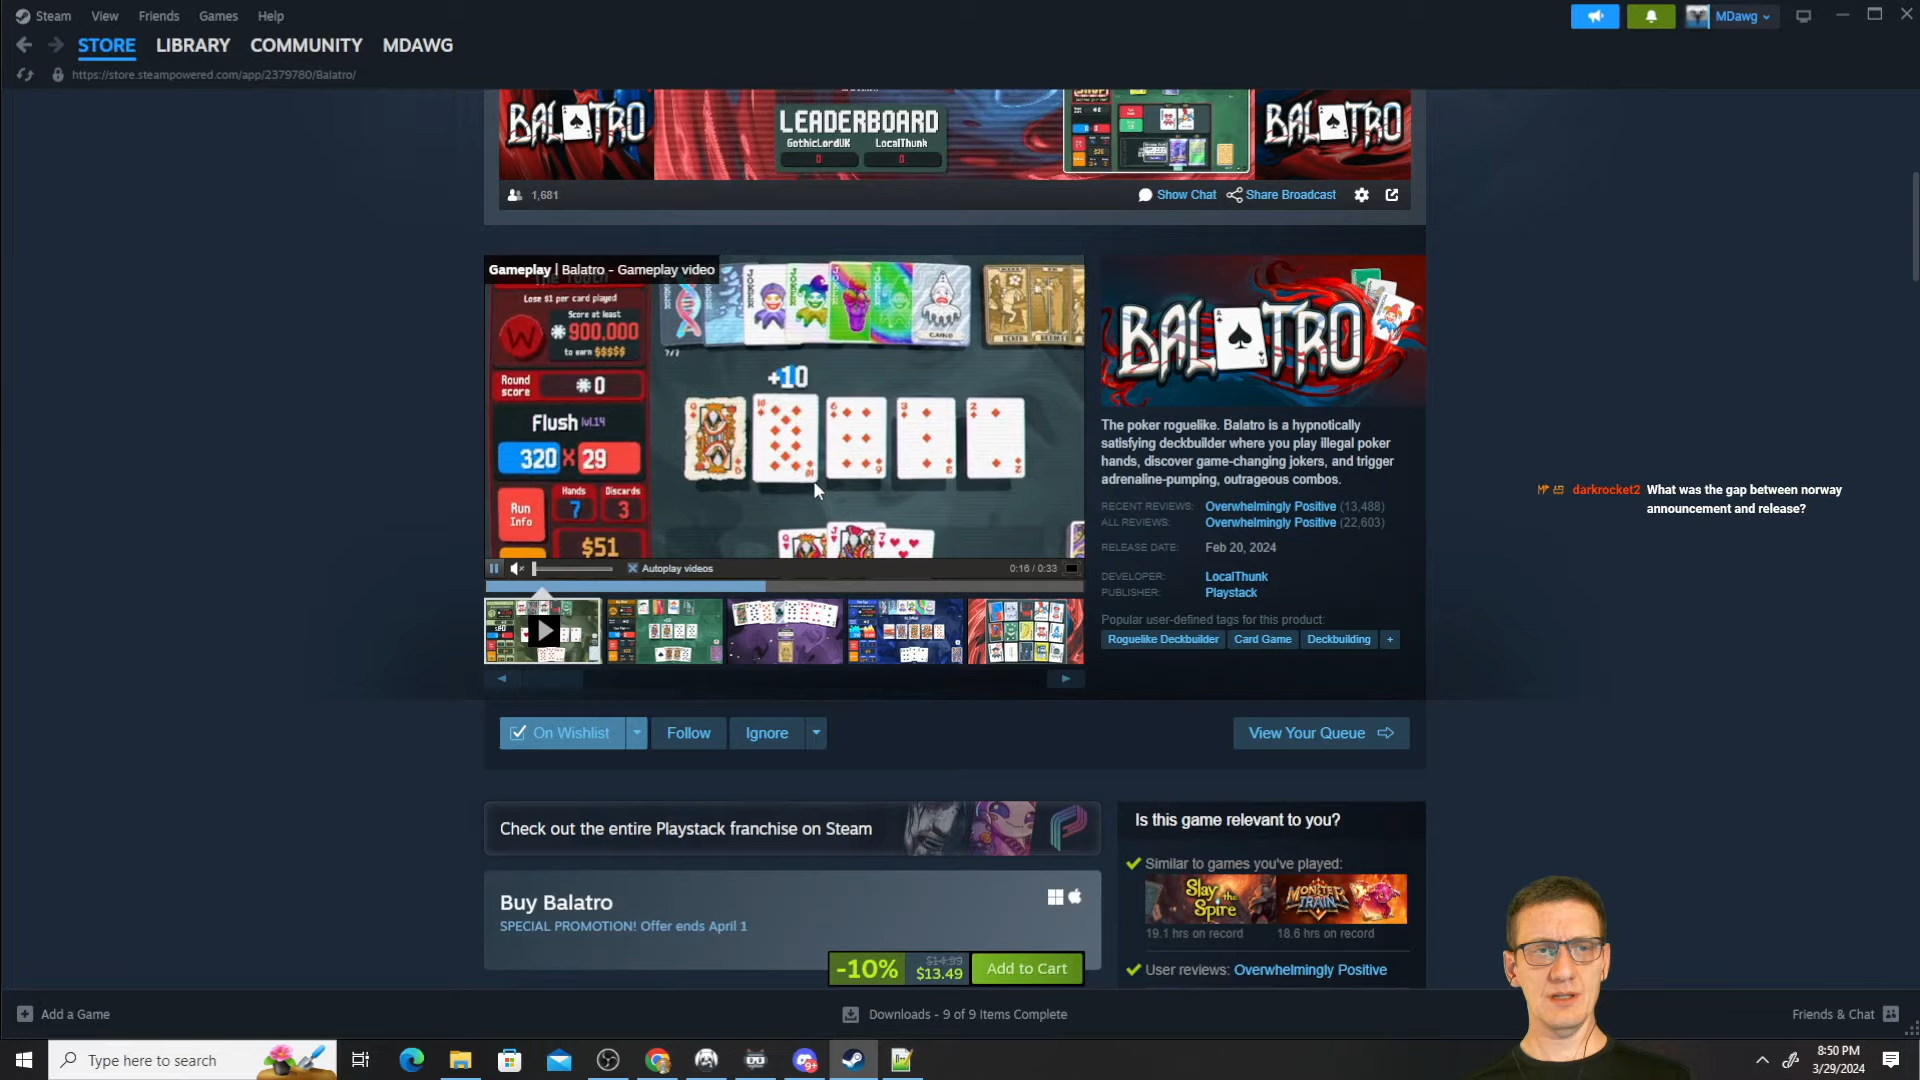 Steam View Friends Games Help
MDawg
STORE LIBRARY COMMUNITY MDAWG
https://store.steampowered.com/app/2379780/Balatro/
BALATRO
LEADERBOARD
GothicLordUK LocalThunk
0 0
BALATRO
1,681
Show Chat Share Broadcast
Gameplay | Balatro - Gameplay video
Lose $1 per card played
Score at least
900,000
to earn $$$$$
Round score 0
Flush lvl.14
320 X 29
Run Info
Hands 7
Discards 3
$51
+10
7/7
Autoplay videos
0:16 / 0:33
BALATRO
The poker roguelike. Balatro is a hypnotically
satisfying deckbuilder where you play illegal poker
hands, discover game-changing jokers, and trigger
adrenaline-pumping, outrageous combos.
RECENT REVIEWS: Overwhelmingly Positive (13,488)
ALL REVIEWS: Overwhelmingly Positive (22,603)
RELEASE DATE: Feb 20, 2024
DEVELOPER: LocalThunk
PUBLISHER: Playstack
Popular user-defined tags for this product:
Roguelike Deckbuilder Card Game Deckbuilding +
darkrocket2 What was the gap between norway
announcement and release?
On Wishlist Follow Ignore View Your Queue
Check out the entire Playstack franchise on Steam
Is this game relevant to you?
Similar to games you've played:
Slay the Spire
MONSTER TRAIN
19.1 hrs on record 18.6 hrs on record
User reviews: Overwhelmingly Positive
Buy Balatro
SPECIAL PROMOTION! Offer ends April 1
-10% $14.99 $13.49 Add to Cart
Add a Game
Downloads - 9 of 9 Items Complete
Friends & Chat
Type here to search
8:50 PM
3/29/2024